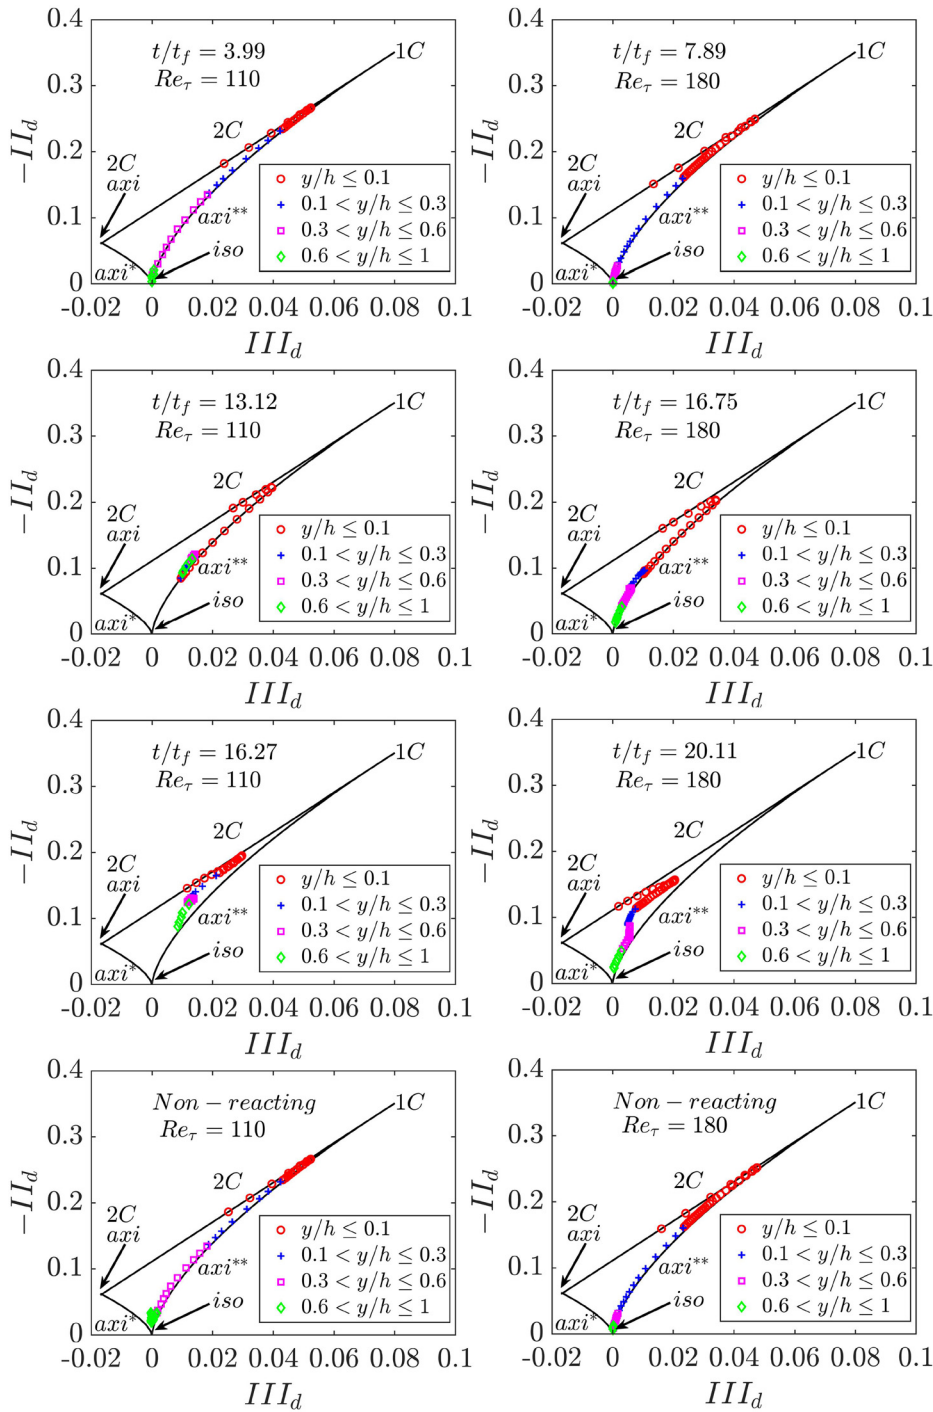 0.4
t/t_f = 3.99
1C
0.3
Re_τ = 110
−II_d
2C
0.2
2C
y/h ≤ 0.1
axi
0.1 < y/h ≤ 0.3
0.1
axi**
0.3 < y/h ≤ 0.6
iso
0.6 < y/h ≤ 1
axi*
0
-0.02 0 0.02 0.04 0.06 0.08 0.1
III_d
0.4
t/t_f = 7.89
1C
0.3
Re_τ = 180
−II_d
2C
0.2
2C
y/h ≤ 0.1
axi
0.1 < y/h ≤ 0.3
0.1
axi**
0.3 < y/h ≤ 0.6
iso
0.6 < y/h ≤ 1
axi*
0
-0.02 0 0.02 0.04 0.06 0.08 0.1
III_d
0.4
t/t_f = 13.12
1C
0.3
Re_τ = 110
−II_d
2C
0.2
2C
y/h ≤ 0.1
axi
0.1 < y/h ≤ 0.3
0.1
axi**
0.3 < y/h ≤ 0.6
iso
0.6 < y/h ≤ 1
axi*
0
-0.02 0 0.02 0.04 0.06 0.08 0.1
III_d
0.4
t/t_f = 16.75
1C
0.3
Re_τ = 180
−II_d
2C
0.2
2C
y/h ≤ 0.1
axi
0.1 < y/h ≤ 0.3
0.1
axi**
0.3 < y/h ≤ 0.6
iso
0.6 < y/h ≤ 1
axi*
0
-0.02 0 0.02 0.04 0.06 0.08 0.1
III_d
0.4
t/t_f = 16.27
1C
0.3
Re_τ = 110
−II_d
2C
0.2
2C
y/h ≤ 0.1
axi
0.1 < y/h ≤ 0.3
0.1
axi**
0.3 < y/h ≤ 0.6
iso
0.6 < y/h ≤ 1
axi*
0
-0.02 0 0.02 0.04 0.06 0.08 0.1
III_d
0.4
t/t_f = 20.11
1C
0.3
Re_τ = 180
−II_d
2C
0.2
2C
y/h ≤ 0.1
axi
0.1 < y/h ≤ 0.3
0.1
axi**
0.3 < y/h ≤ 0.6
iso
0.6 < y/h ≤ 1
axi*
0
-0.02 0 0.02 0.04 0.06 0.08 0.1
III_d
0.4
Non − reacting
1C
0.3
Re_τ = 110
−II_d
2C
0.2
2C
y/h ≤ 0.1
axi
0.1 < y/h ≤ 0.3
0.1
axi**
0.3 < y/h ≤ 0.6
iso
0.6 < y/h ≤ 1
axi*
0
-0.02 0 0.02 0.04 0.06 0.08 0.1
III_d
0.4
Non − reacting
1C
0.3
Re_τ = 180
−II_d
2C
0.2
2C
y/h ≤ 0.1
axi
0.1 < y/h ≤ 0.3
0.1
axi**
0.3 < y/h ≤ 0.6
iso
0.6 < y/h ≤ 1
axi*
0
-0.02 0 0.02 0.04 0.06 0.08 0.1
III_d